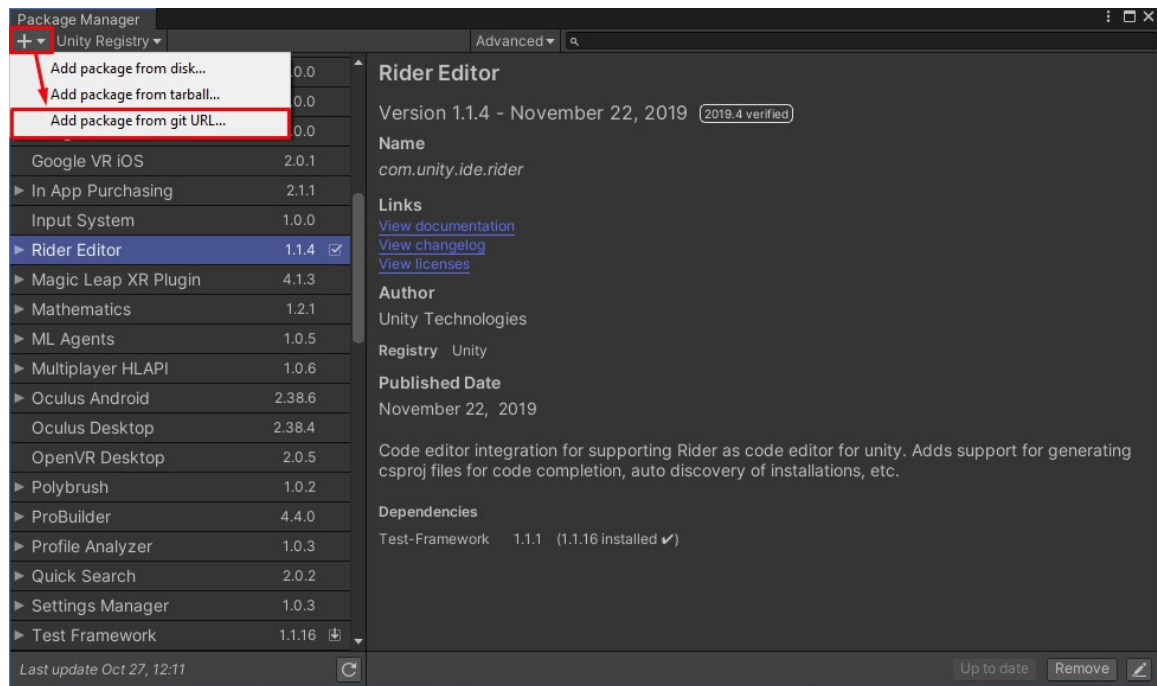 Package Manager
+ Unity Registry Advanced
Add package from disk... .0.0
Add package from tarball... .0.0
Add package from git URL... .0.0
Google VR iOS 2.0.1
In App Purchasing 2.1.1
Input System 1.0.0
Rider Editor 1.1.4
Magic Leap XR Plugin 4.1.3
Mathematics 1.2.1
ML Agents 1.0.5
Multiplayer HLAPI 1.0.6
Oculus Android 2.38.6
Oculus Desktop 2.38.4
OpenVR Desktop 2.0.5
Polybrush 1.0.2
ProBuilder 4.4.0
Profile Analyzer 1.0.3
Quick Search 2.0.2
Settings Manager 1.0.3
Test Framework 1.1.16
Last update Oct 27, 12:11
Rider Editor
Version 1.1.4 - November 22, 2019 2019.4 verified
Name
com.unity.ide.rider
Links
View documentation
View changelog
View licenses
Author
Unity Technologies
Registry Unity
Published Date
November 22, 2019
Code editor integration for supporting Rider as code editor for unity. Adds support for generating
csproj files for code completion, auto discovery of installations, etc.
Dependencies
Test-Framework 1.1.1 (1.1.16 installed ✔)
Up to date Remove